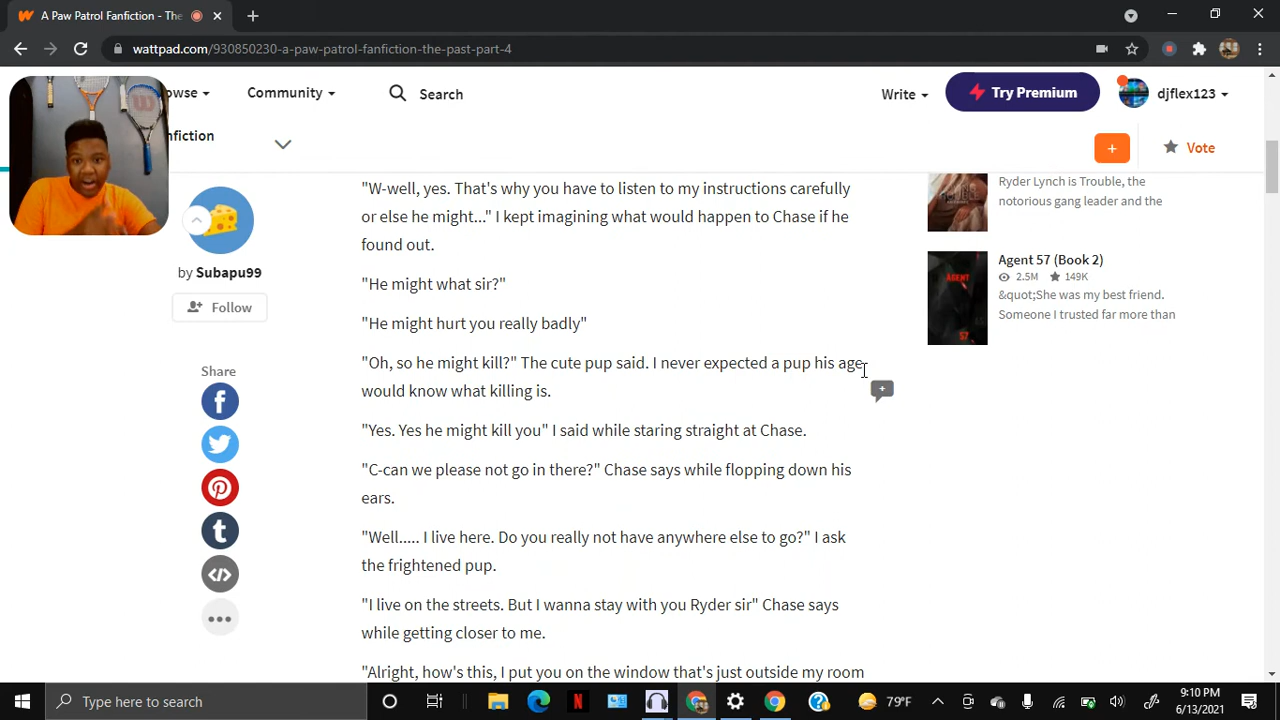 A Paw Patrol Fanfiction - The
wattpad.com/930850230-a-paw-patrol-fanfiction-the-past-part-4
owse
Community
Search
Write
Try Premium
djflex123
nfiction
+
Vote
"W-well, yes. That's why you have to listen to my instructions carefully
or else he might..." I kept imagining what would happen to Chase if he
found out.
"He might what sir?"
"He might hurt you really badly"
"Oh, so he might kill?" The cute pup said. I never expected a pup his age
would know what killing is.
"Yes. Yes he might kill you" I said while staring straight at Chase.
"C-can we please not go in there?" Chase says while flopping down his
ears.
"Well..... I live here. Do you really not have anywhere else to go?" I ask
the frightened pup.
"I live on the streets. But I wanna stay with you Ryder sir" Chase says
while getting closer to me.
"Alright, how's this, I put you on the window that's just outside my room
by Subapu99
Follow
Share
Ryder Lynch is Trouble, the
notorious gang leader and the
AGENT
57
Agent 57 (Book 2)
2.5M 149K
&quot;She was my best friend.
Someone I trusted far more than
Type here to search
79°F
9:10 PM
6/13/2021